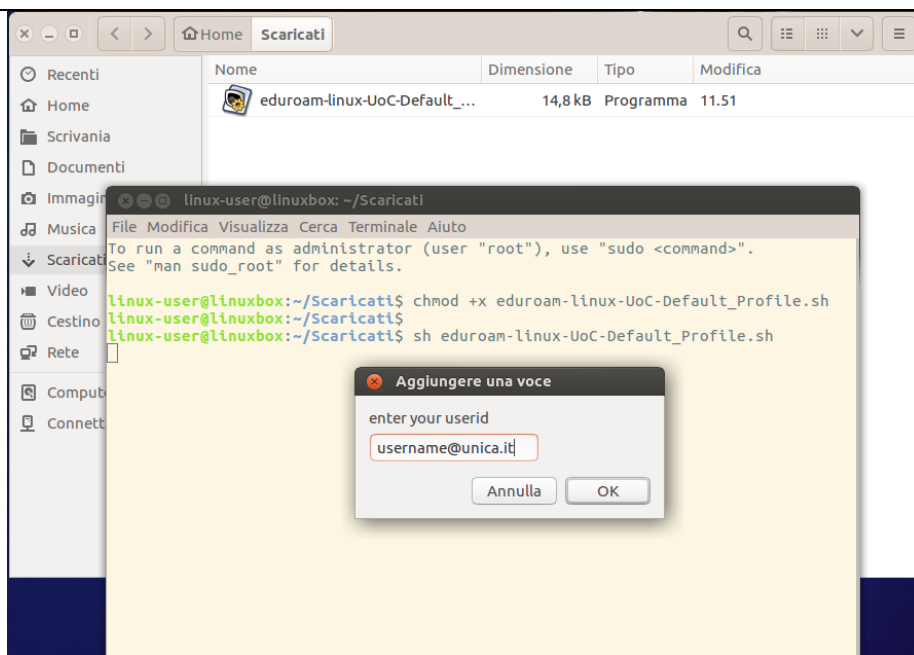 Home Scaricati
Nome Dimensione Tipo Modifica
Recenti
Home
Scrivania
Documenti
Immagin
Musica
Scaricati
Video
Cestino
Rete
Compute
Connett
eduroam-linux-UoC-Default_... 14,8 kB Programma 11.51
linux-user@linuxbox: ~/Scaricati
File Modifica Visualizza Cerca Terminale Aiuto
To run a command as administrator (user "root"), use "sudo <command>".
See "man sudo_root" for details.
linux-user@linuxbox:~/Scaricati$ chmod +x eduroam-linux-UoC-Default_Profile.sh
linux-user@linuxbox:~/Scaricati$
linux-user@linuxbox:~/Scaricati$ sh eduroam-linux-UoC-Default_Profile.sh
Aggiungere una voce
enter your userid
username@unica.it
Annulla OK